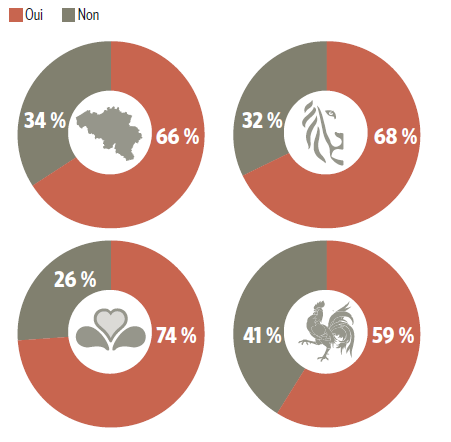 Oui Non
34 % 66 %
32 % 68 %
26 % 74 %
41 % 59 %